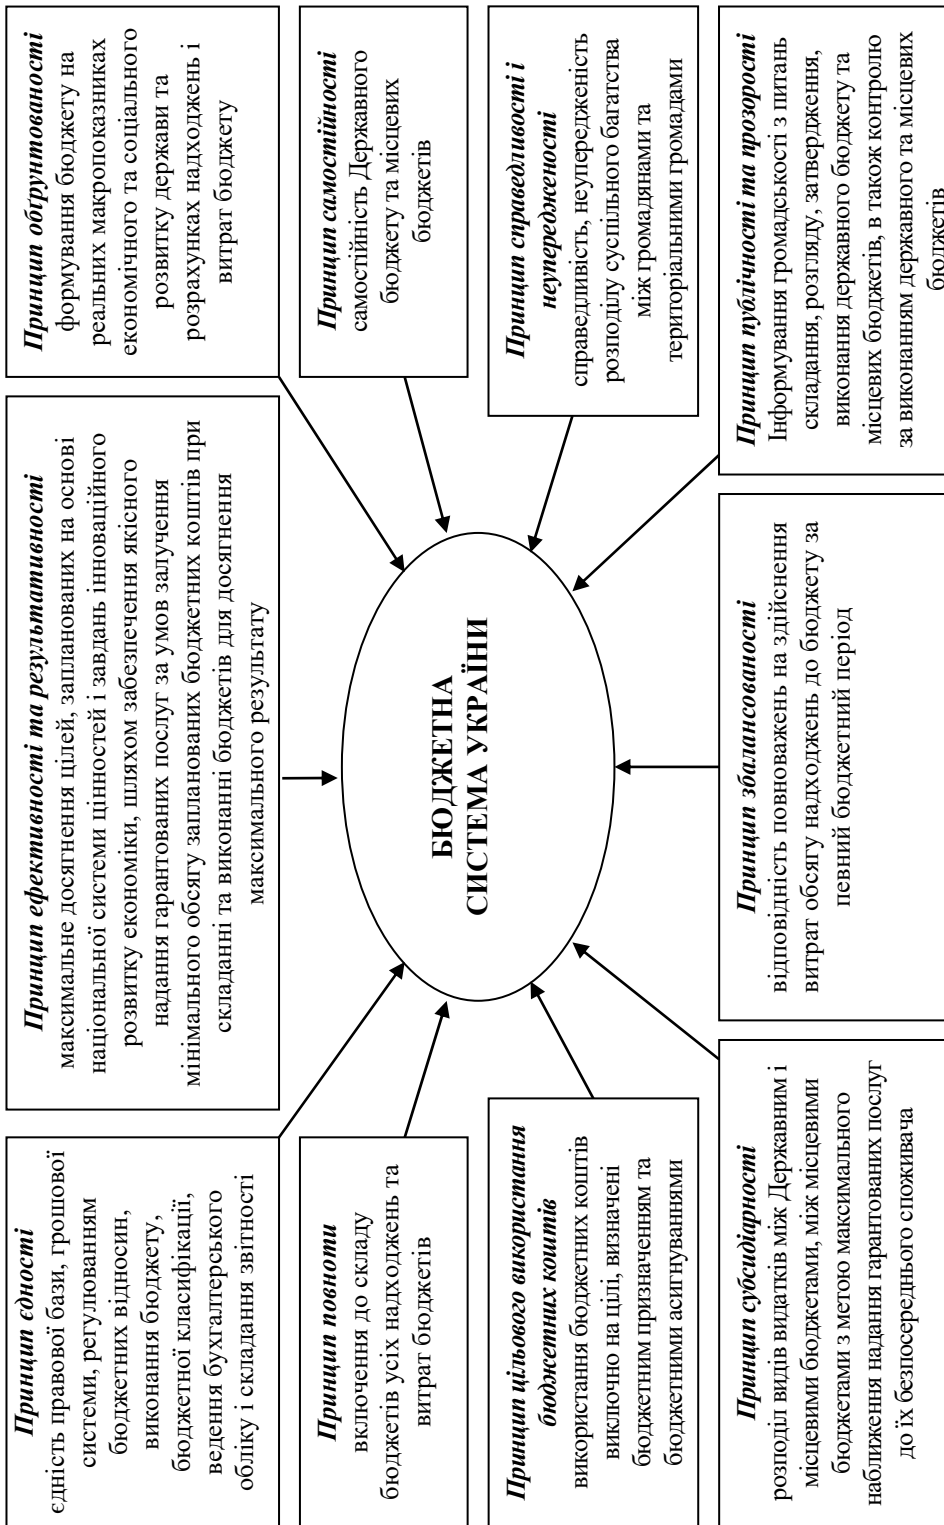 Принцип єдності
єдність правової бази, грошової
системи, регулюванням
бюджетних відносин,
виконання бюджету,
бюджетної класифікації,
ведення бухгалтерського
обліку і складання звітності
Принцип ефективності та результативності
максимальне досягнення цілей, запланованих на основі
національної системи цінностей і завдань інноваційного
розвитку економіки, шляхом забезпечення якісного
надання гарантованих послуг за умов залучення
мінімального обсягу запланованих бюджетних коштів при
складанні та виконанні бюджетів для досягнення
максимального результату
Принцип обґрунтованості
формування бюджету на
реальних макропоказниках
економічного та соціального
розвитку держави та
розрахунках надходжень і
витрат бюджету
Принцип повноти
включення до складу
бюджетів усіх надходжень та
витрат бюджетів
Принцип самостійності
самостійність Державного
бюджету та місцевих
бюджетів
БЮДЖЕТНА
СИСТЕМА УКРАЇНИ
Принцип цільового використання
бюджетних коштів
використання бюджетних коштів
виключно на цілі, визначені
бюджетним призначенням та
бюджетними асигнуваннями
Принцип справедливості і
неупередженості
справедливість, неупередженість
розподілу суспільного багатства
між громадянами та
територіальними громадами
Принцип субсидіарності
розподіл видів видатків між Державним і
місцевими бюджетами, між місцевими
бюджетами з метою максимального
наближення надання гарантованих послуг
до їх безпосереднього споживача
Принцип збалансованості
відповідність повноважень на здійснення
витрат обсягу надходжень до бюджету за
певний бюджетний період
Принцип публічності та прозорості
Інформування громадськості з питань
складання, розгляду, затвердження,
виконання державного бюджету та
місцевих бюджетів, в також контролю
за виконанням державного та місцевих
бюджетів